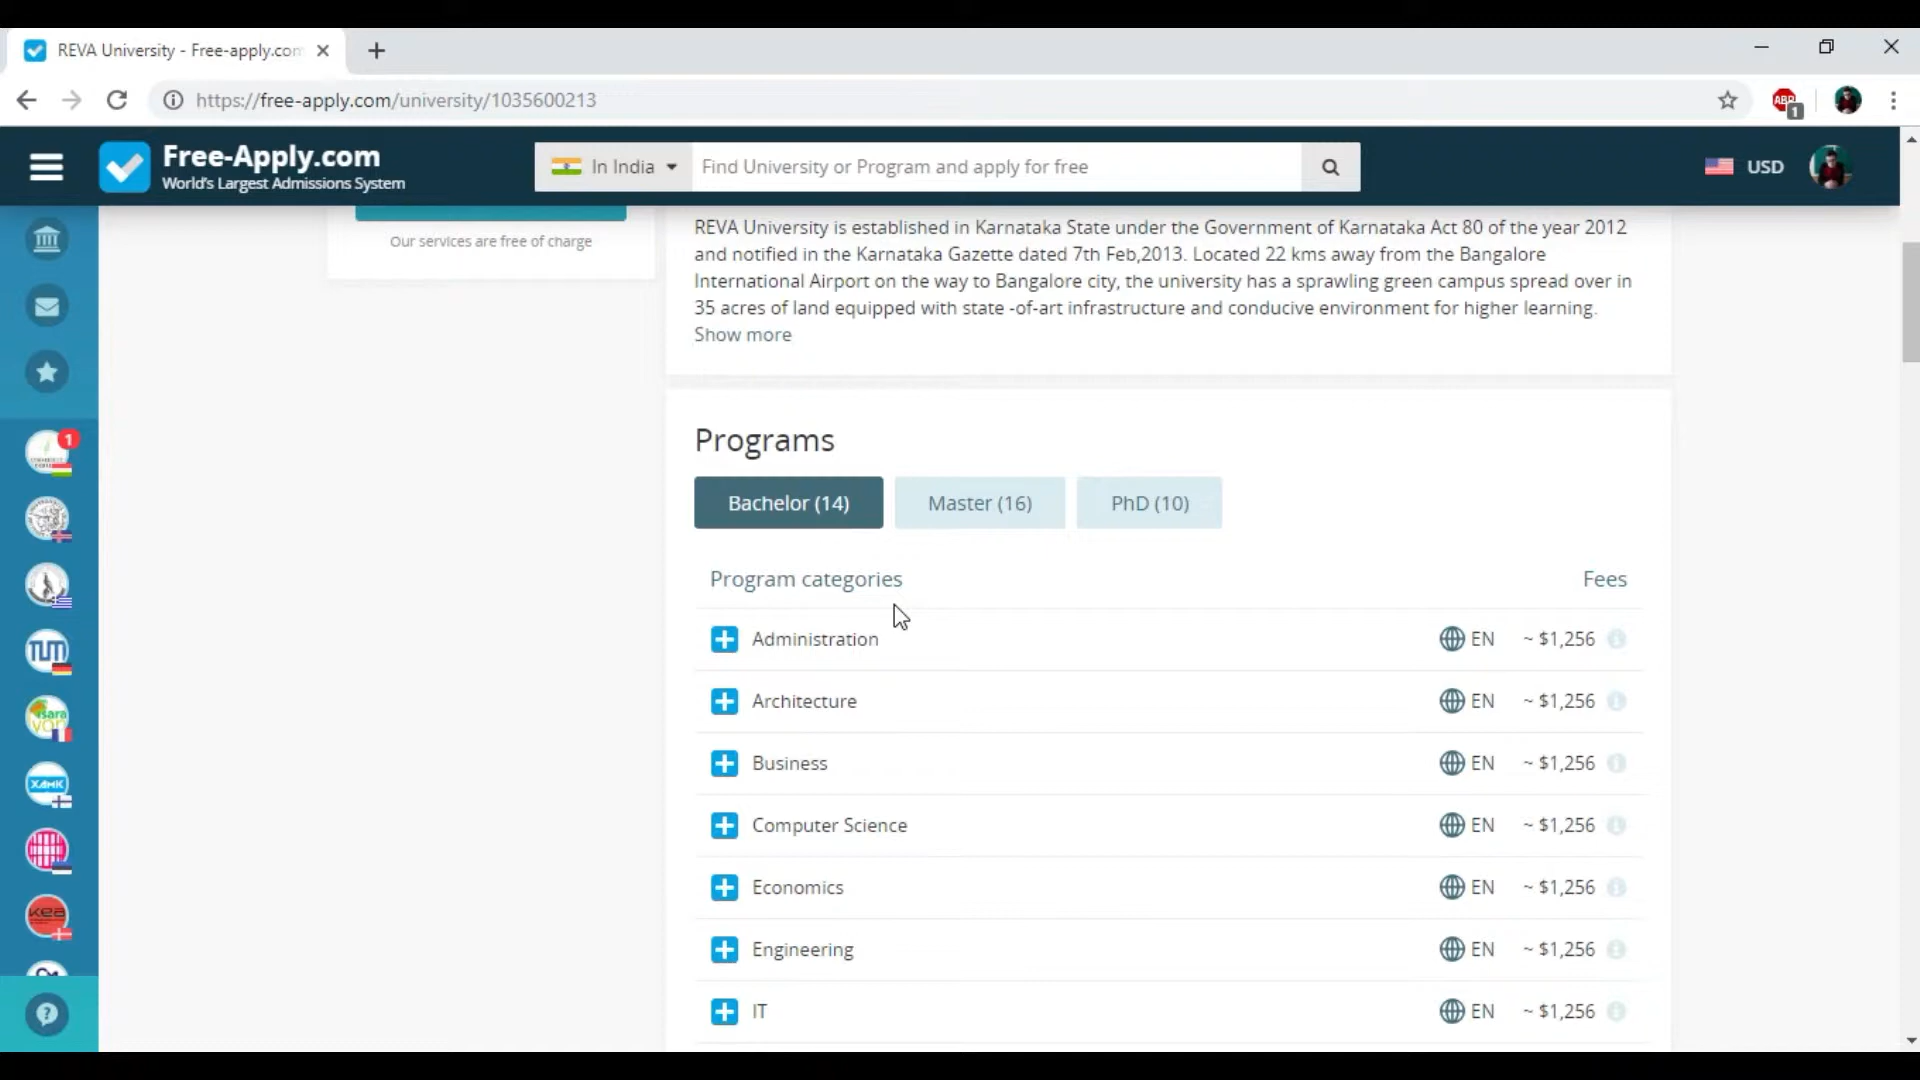 REVA University - Free-apply.com
https://free-apply.com/university/1035600213
ABP
1
Free-Apply.com
World's Largest Admissions System
In India
Find University or Program and apply for free
USD
Our services are free of charge
REVA University is established in Karnataka State under the Government of Karnataka Act 80 of the year 2012
and notified in the Karnataka Gazette dated 7th Feb,2013. Located 22 kms away from the Bangalore
International Airport on the way to Bangalore city, the university has a sprawling green campus spread over in
35 acres of land equipped with state -of-art infrastructure and conducive environment for higher learning.
Show more
1
TUM
isara
XAMK
KEA
Programs
Bachelor (14)
Master (16)
PhD (10)
Program categories
Fees
Administration
EN
~ $1,256
Architecture
EN
~ $1,256
Business
EN
~ $1,256
Computer Science
EN
~ $1,256
Economics
EN
~ $1,256
Engineering
EN
~ $1,256
IT
EN
~ $1,256